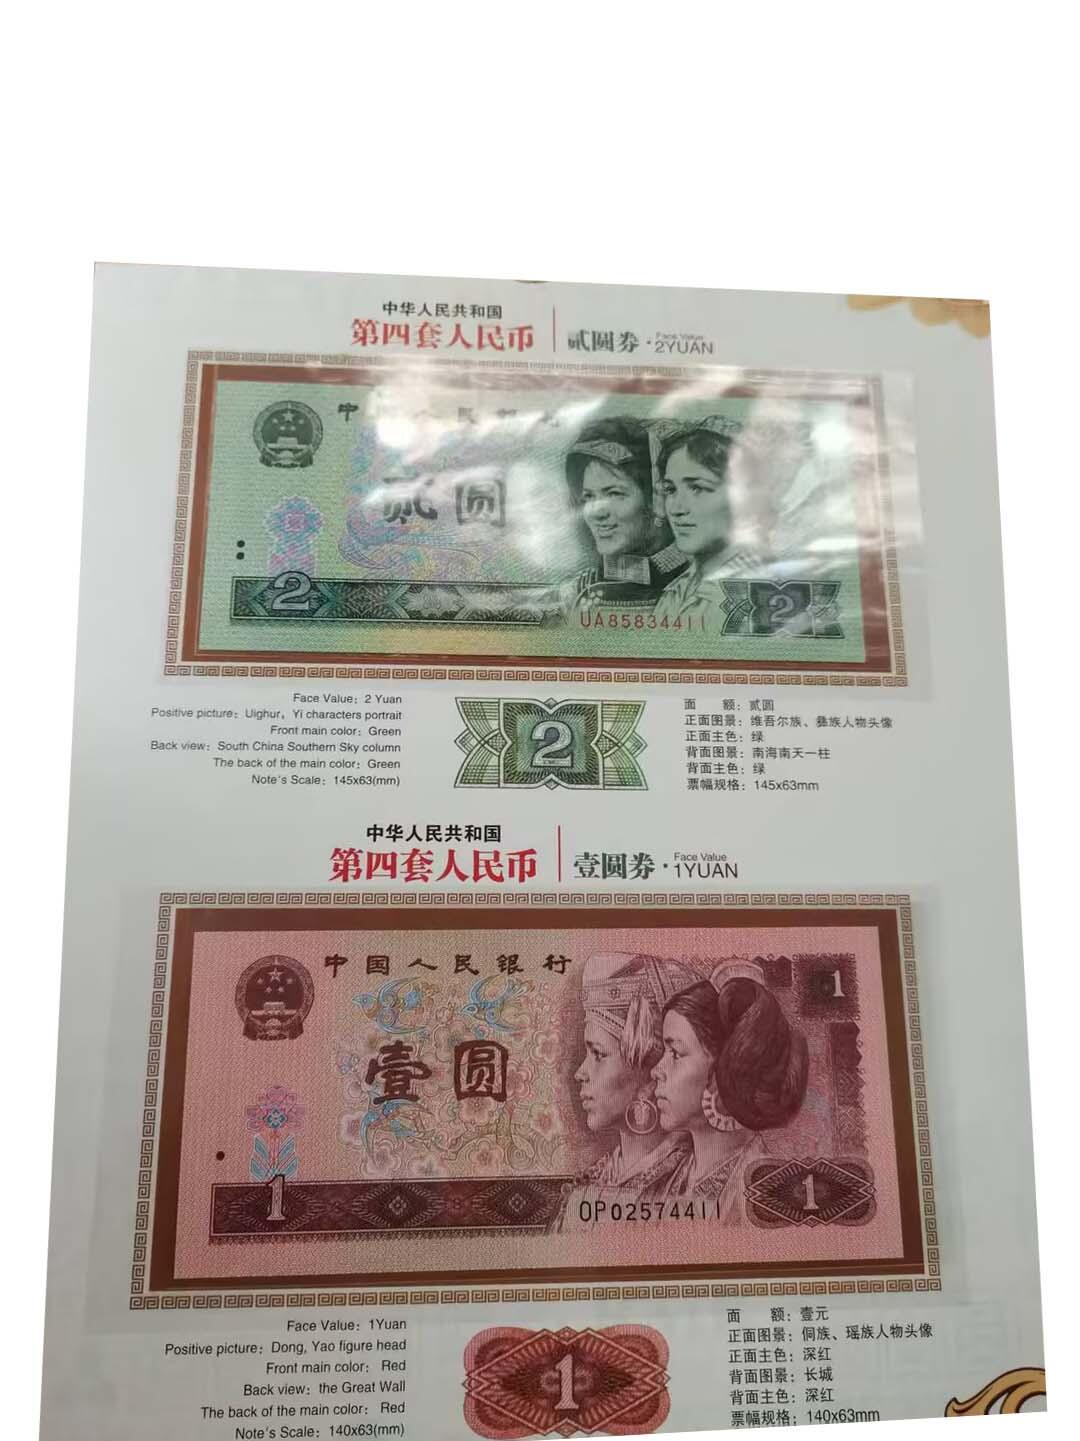 中华人民共和国
第四套人民币
贰圆券·Face Value 2YUAN
中国人民银
贰圆
2
UA85834411
2
Face Value: 2 Yuan
Positive picture: Uighur, Yi characters portrait
Front main color: Green
Back view: South China Southern Sky column
The back of the main color: Green
Note's Scale: 145x63(mm)
2
面 额: 贰圆
正面图景: 维吾尔族、彝族人物头像
正面主色: 绿
背面图景: 南海南天一柱
背面主色: 绿
票幅规格: 145x63mm
中华人民共和国
第四套人民币
壹圆券·Face Value 1YUAN
中国人民银行
1
壹圆
1
OP02574411
1
Face Value: 1Yuan
Positive picture: Dong, Yao figure head
Front main color: Red
Back view: the Great Wall
The back of the main color: Red
Note's Scale: 140x63(mm)
1
面 额: 壹元
正面图景: 侗族、瑶族人物头像
正面主色: 深红
背面图景: 长城
背面主色: 深红
票幅规格: 140x63mm